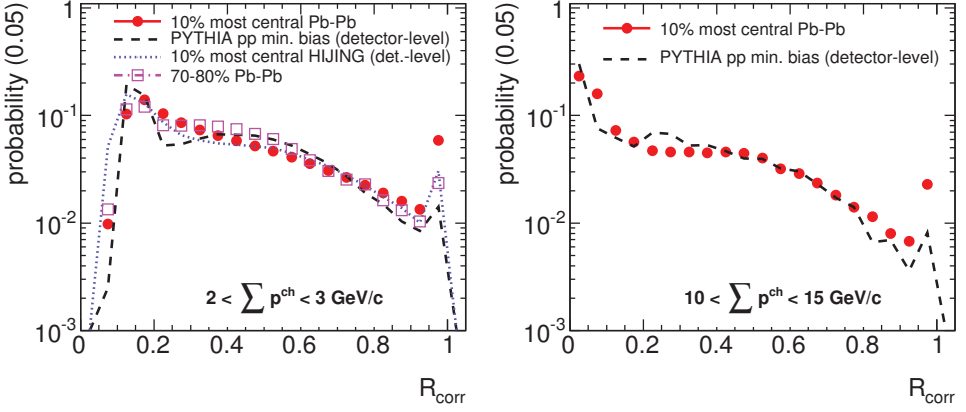 probability (0.05)
1
10⁻¹
10⁻²
10⁻³
10% most central Pb-Pb
PYTHIA pp min. bias (detector-level)
10% most central HIJING (det.-level)
70-80% Pb-Pb
2 < ∑ p^ch < 3 GeV/c
0 0.2 0.4 0.6 0.8 1
R_corr
probability (0.05)
1
10⁻¹
10⁻²
10⁻³
10% most central Pb-Pb
PYTHIA pp min. bias (detector-level)
10 < ∑ p^ch < 15 GeV/c
0 0.2 0.4 0.6 0.8 1
R_corr